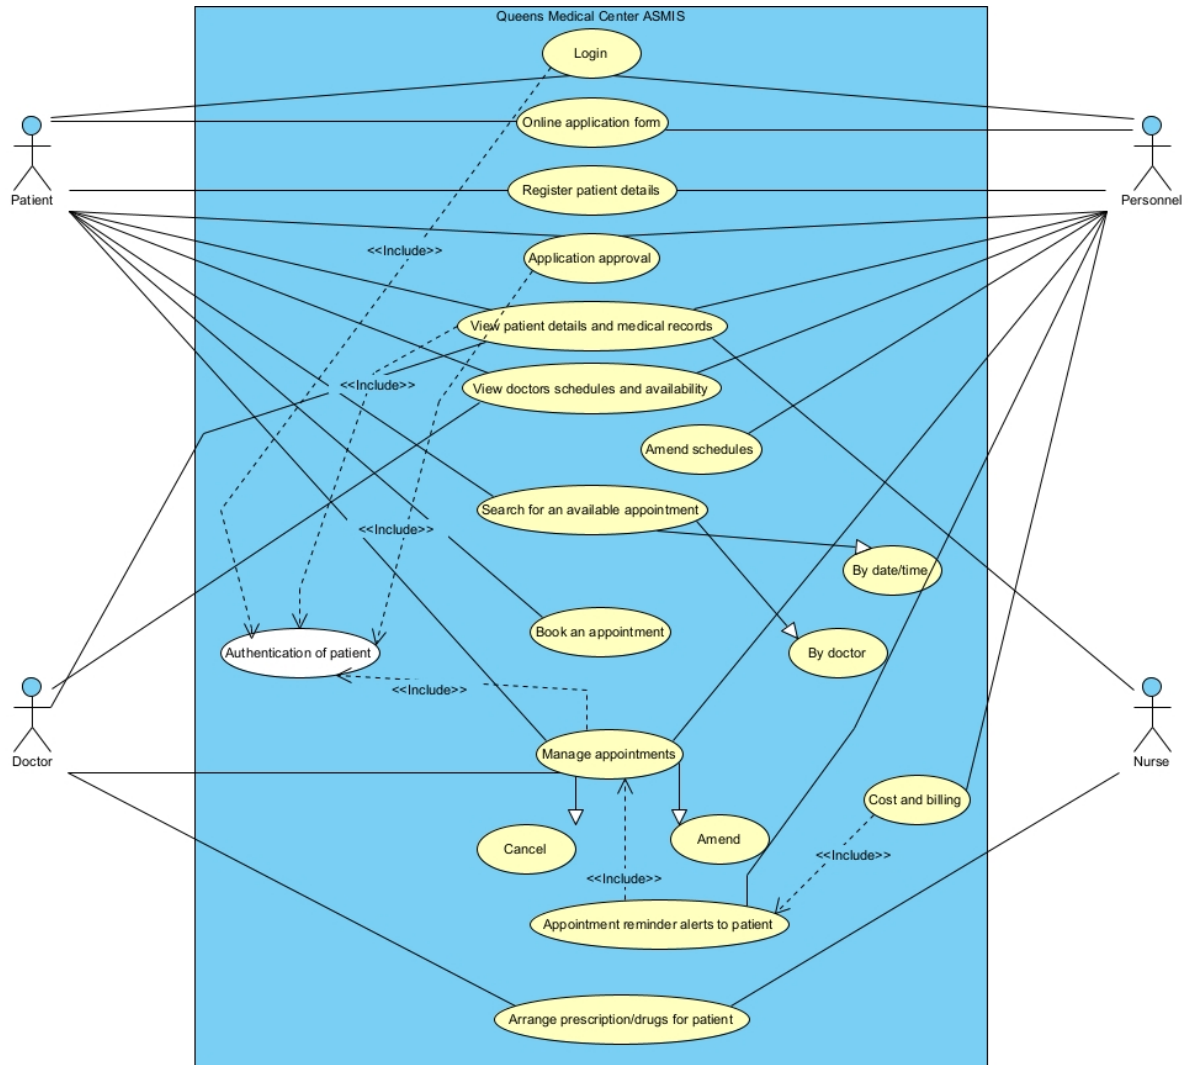 Queens Medical Center ASMIS
Login
Online application form
Patient
Register patient details
Personnel
<<Include>>
Application approval
View patient details and medical records
<<Include>>
View doctors schedules and availability
Amend schedules
Search for an available appointment
<<Include>>
By date/time
Book an appointment
Authentication of patient
By doctor
<<Include>>
Doctor
Manage appointments
Nurse
Cost and billing
Cancel
Amend
<<Include>>
<<Include>>
Appointment reminder alerts to patient
Arrange prescription/drugs for patient